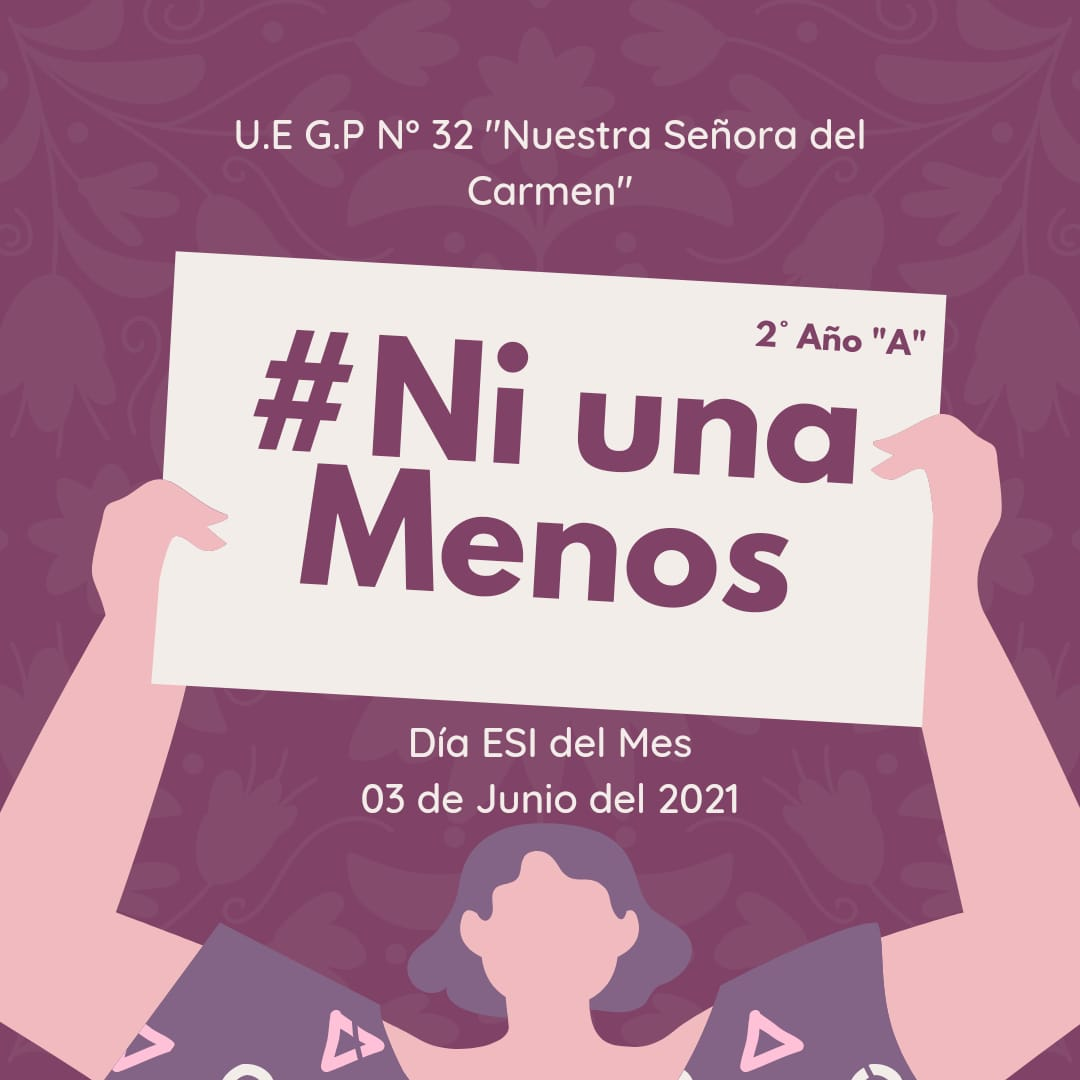 U.E G.P N° 32 "Nuestra Señora del
Carmen"
2° Año "A"
#Ni una
Menos
Día ESI del Mes
03 de Junio del 2021